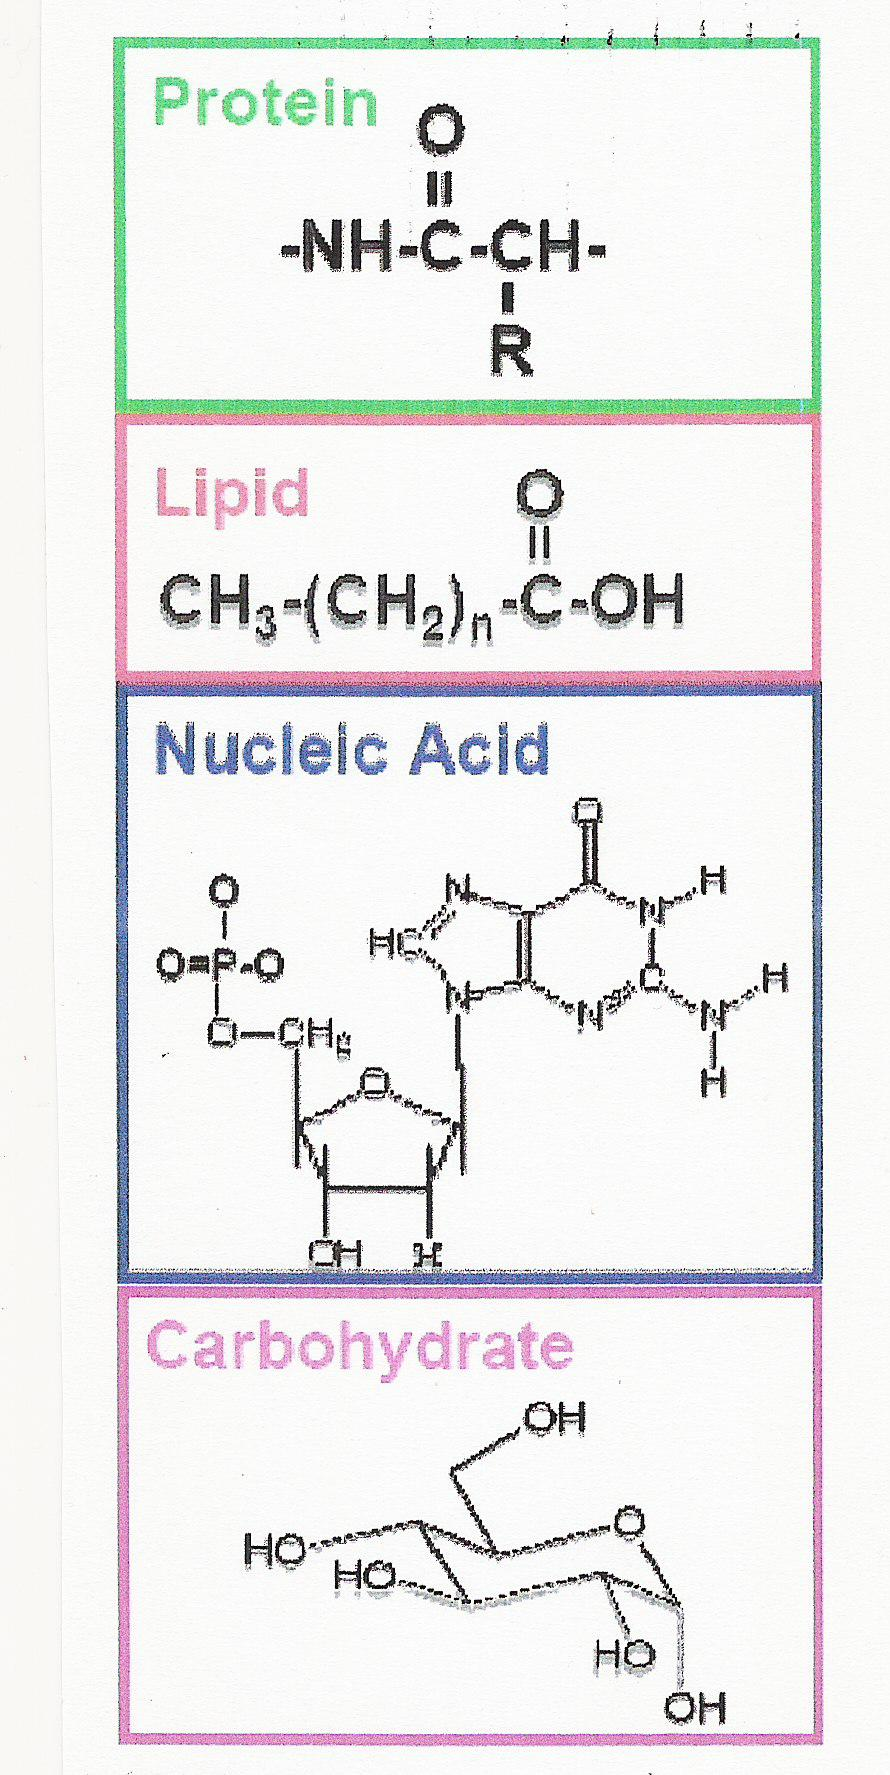 Protein
O
-NH-C-CH-
R
Lipid
O
CH3-(CH2)n-C-OH
Nucleic Acid
O
N H
O
HC
N
O=P-O
C H
N N N
O-CH2
O
H
OH H
Carbohydrate
OH
O
HO
HO
HO
OH